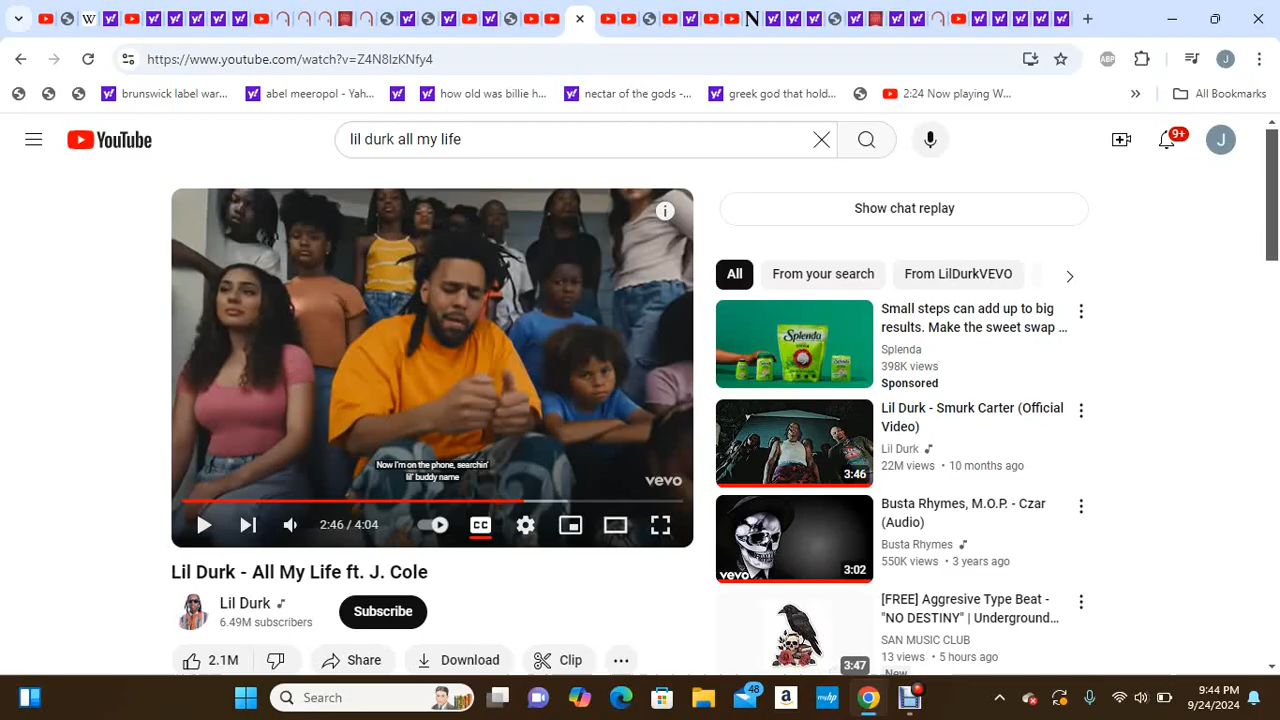 https://www.youtube.com/watch?v=Z4N8IzKNfy4
brunswick label war...
abel meeropol - Yah...
how old was billie h...
nectar of the gods -...
greek god that hold...
2:24 Now playing W...
All Bookmarks
YouTube
lil durk all my life
9+
J
Show chat replay
All
From your search
From LilDurkVEVO
Small steps can add up to big
results. Make the sweet swap ...
Splenda
398K views
Sponsored
Splenda
Lil Durk - Smurk Carter (Official
Video)
Lil Durk
22M views • 10 months ago
3:46
Busta Rhymes, M.O.P. - Czar
(Audio)
Busta Rhymes
550K views • 3 years ago
vevo
3:02
[FREE] Aggresive Type Beat -
"NO DESTINY" | Underground...
SAN MUSIC CLUB
13 views • 5 hours ago
New
3:47
Now I'm on the phone, searchin'
lil' buddy name
vevo
2:46 / 4:04
CC
Lil Durk - All My Life ft. J. Cole
Lil Durk
6.49M subscribers
Subscribe
2.1M
Share
Download
Clip
Search
48
9:44 PM
9/24/2024